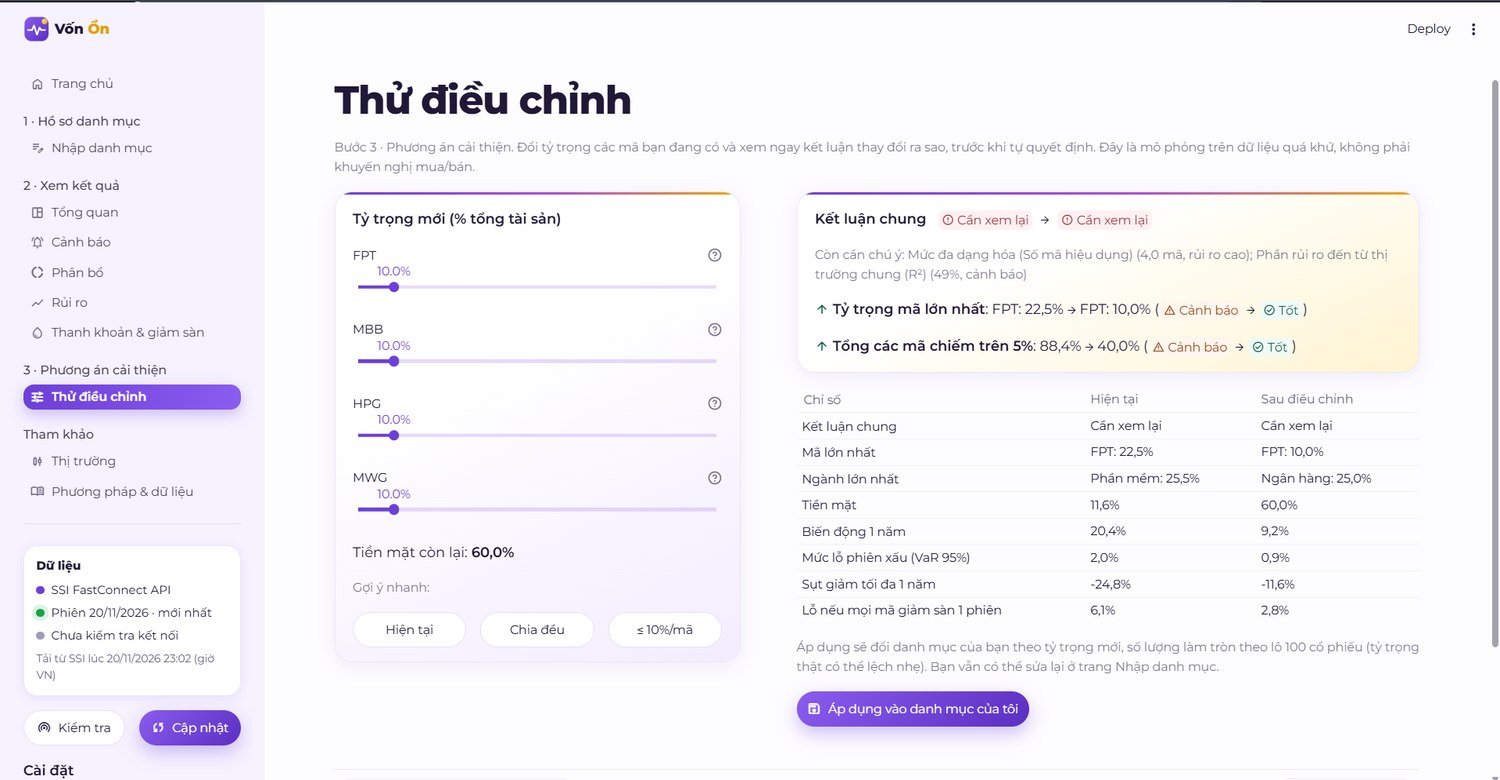 Vốn Ổn
Deploy
Trang chủ
1 · Hồ sơ danh mục
Nhập danh mục
2 · Xem kết quả
Tổng quan
Cảnh báo
Phân bổ
Rủi ro
Thanh khoản & giảm sàn
3 · Phương án cải thiện
Thử điều chỉnh
Tham khảo
Thị trường
Phương pháp & dữ liệu
Dữ liệu
SSI FastConnect API
Phiên 20/11/2026 · mới nhất
Chưa kiểm tra kết nối
Tải từ SSI lúc 20/11/2026 23:02 (giờ
VN)
Kiểm tra
Cập nhật
Cài đặt
Thử điều chỉnh
Bước 3 · Phương án cải thiện. Đổi tỷ trọng các mã bạn đang có và xem ngay kết luận thay đổi ra sao, trước khi tự quyết định. Đây là mô phỏng trên dữ liệu quá khứ, không phải
khuyến nghị mua/bán.
Tỷ trọng mới (% tổng tài sản)
FPT
10.0%
MBB
10.0%
HPG
10.0%
MWG
10.0%
Tiền mặt còn lại: 60,0%
Gợi ý nhanh:
Hiện tại
Chia đều
≤ 10%/mã
Kết luận chung Cần xem lại → Cần xem lại
Còn cần chú ý: Mức đa dạng hóa (Số mã hiệu dụng) (4,0 mã, rủi ro cao); Phần rủi ro đến từ thị
trường chung (R²) (49%, cảnh báo)
↑ Tỷ trọng mã lớn nhất: FPT: 22,5% → FPT: 10,0% ( Cảnh báo → Tốt )
↑ Tổng các mã chiếm trên 5%: 88,4% → 40,0% ( Cảnh báo → Tốt )
Chỉ số Hiện tại Sau điều chỉnh
Kết luận chung Cần xem lại Cần xem lại
Mã lớn nhất FPT: 22,5% FPT: 10,0%
Ngành lớn nhất Phần mềm: 25,5% Ngân hàng: 25,0%
Tiền mặt 11,6% 60,0%
Biến động 1 năm 20,4% 9,2%
Mức lỗ phiên xấu (VaR 95%) 2,0% 0,9%
Sụt giảm tối đa 1 năm -24,8% -11,6%
Lỗ nếu mọi mã giảm sàn 1 phiên 6,1% 2,8%
Áp dụng sẽ đổi danh mục của bạn theo tỷ trọng mới, số lượng làm tròn theo lô 100 cổ phiếu (tỷ trọng
thật có thể lệch nhẹ). Bạn vẫn có thể sửa lại ở trang Nhập danh mục.
Áp dụng vào danh mục của tôi